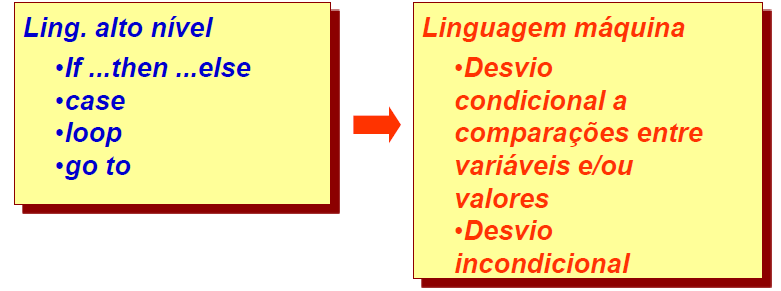 Ling. alto nível
•If ...then ...else
•case
•loop
•go to
Linguagem máquina
•Desvio
condicional a
comparações entre
variáveis e/ou
valores
•Desvio
incondicional